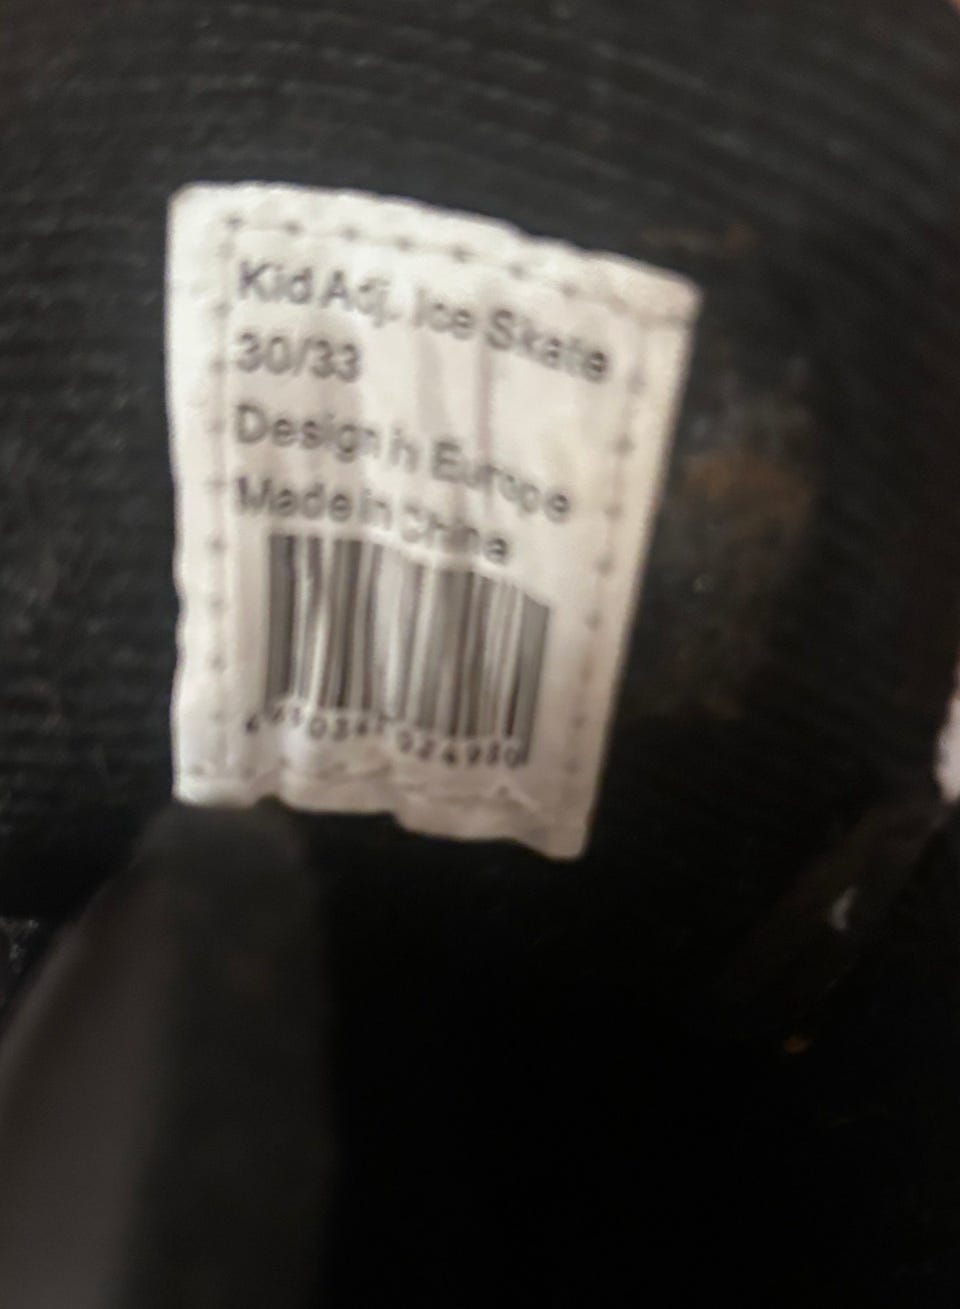 Kid Adj. Ice Skate
30/33
Design in Europe
Made in China